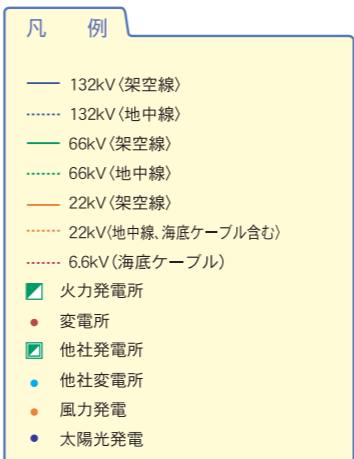 凡　例
132kV〈架空線〉
132kV〈地中線〉
66kV〈架空線〉
66kV〈地中線〉
22kV〈架空線〉
22kV〈地中線、海底ケーブル含む〉
6.6kV（海底ケーブル）
火力発電所
変電所
他社発電所
他社変電所
風力発電
太陽光発電